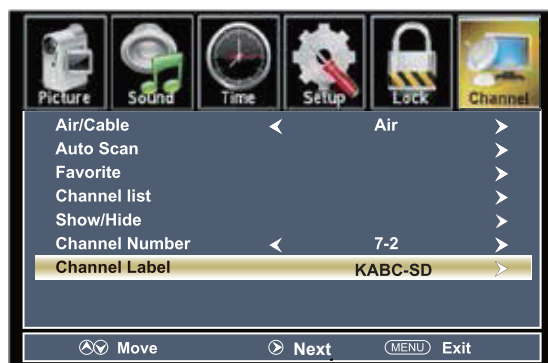 Picture Sound Time Setup Lock Channel
Air/Cable Air
Auto Scan
Favorite
Channel list
Show/Hide
Channel Number 7-2
Channel Label KABC-SD
Move Next MENU Exit